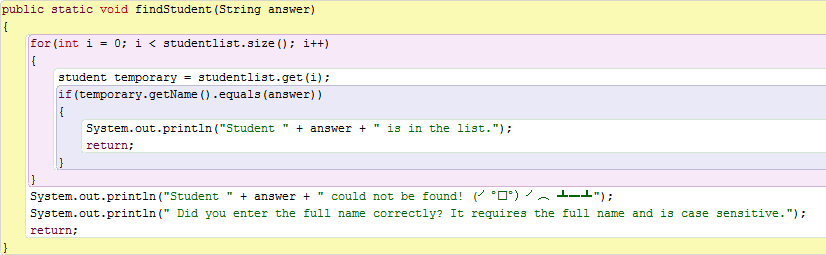 public static void findStudent(String answer)
{
for(int i = 0; i < studentlist.size(); i++)
{
student temporary = studentlist.get(i);
if(temporary.getName().equals(answer))
{
System.out.println("Student " + answer + " is in the list.");
return;
}
}
System.out.println("Student " + answer + " could not be found! (╯°□°)╯︵ ┻━┻");
System.out.println(" Did you enter the full name correctly? It requires the full name and is case sensitive.");
return;
}